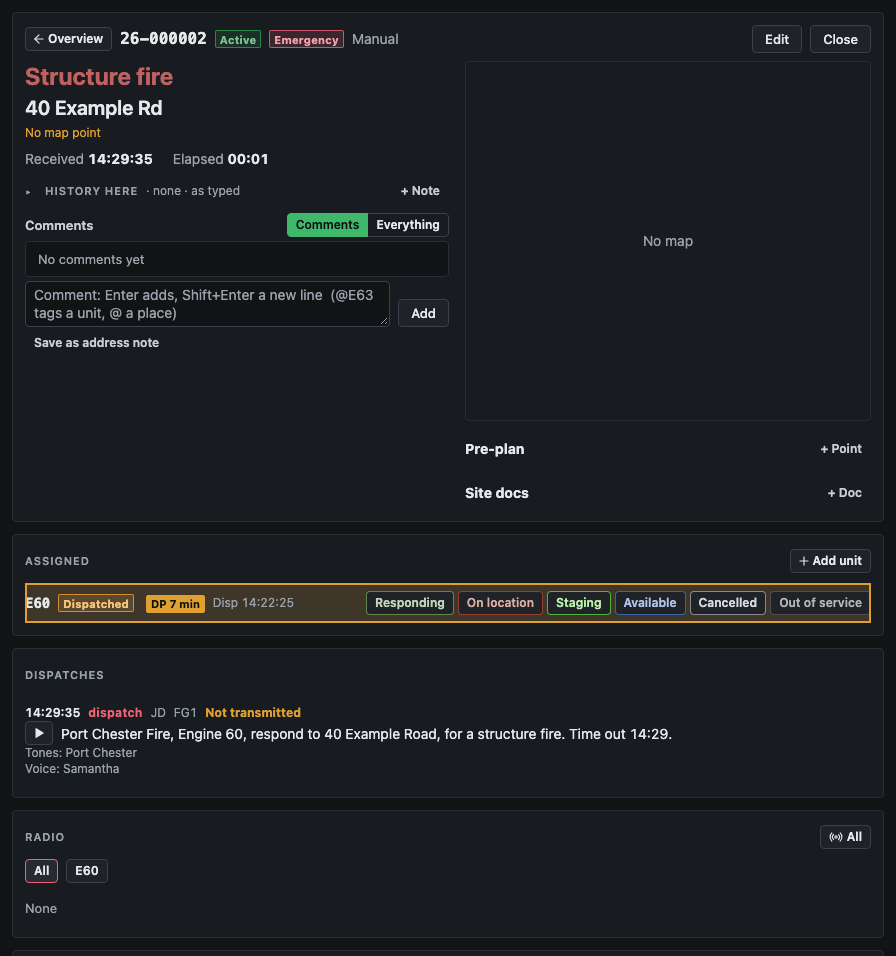 ← Overview 26-000002 Active Emergency Manual Edit Close
Structure fire
40 Example Rd
No map point
Received 14:29:35 Elapsed 00:01
▸ HISTORY HERE · none · as typed + Note
Comments Comments Everything
No comments yet
Comment: Enter adds, Shift+Enter a new line (@E63
tags a unit, @ a place)
Add
Save as address note
No map
Pre-plan + Point
Site docs + Doc
ASSIGNED + Add unit
E60 Dispatched DP 7 min Disp 14:22:25 Responding On location Staging Available Cancelled Out of service
DISPATCHES
14:29:35 dispatch JD FG1 Not transmitted
Port Chester Fire, Engine 60, respond to 40 Example Road, for a structure fire. Time out 14:29.
Tones: Port Chester
Voice: Samantha
RADIO All
All E60
None